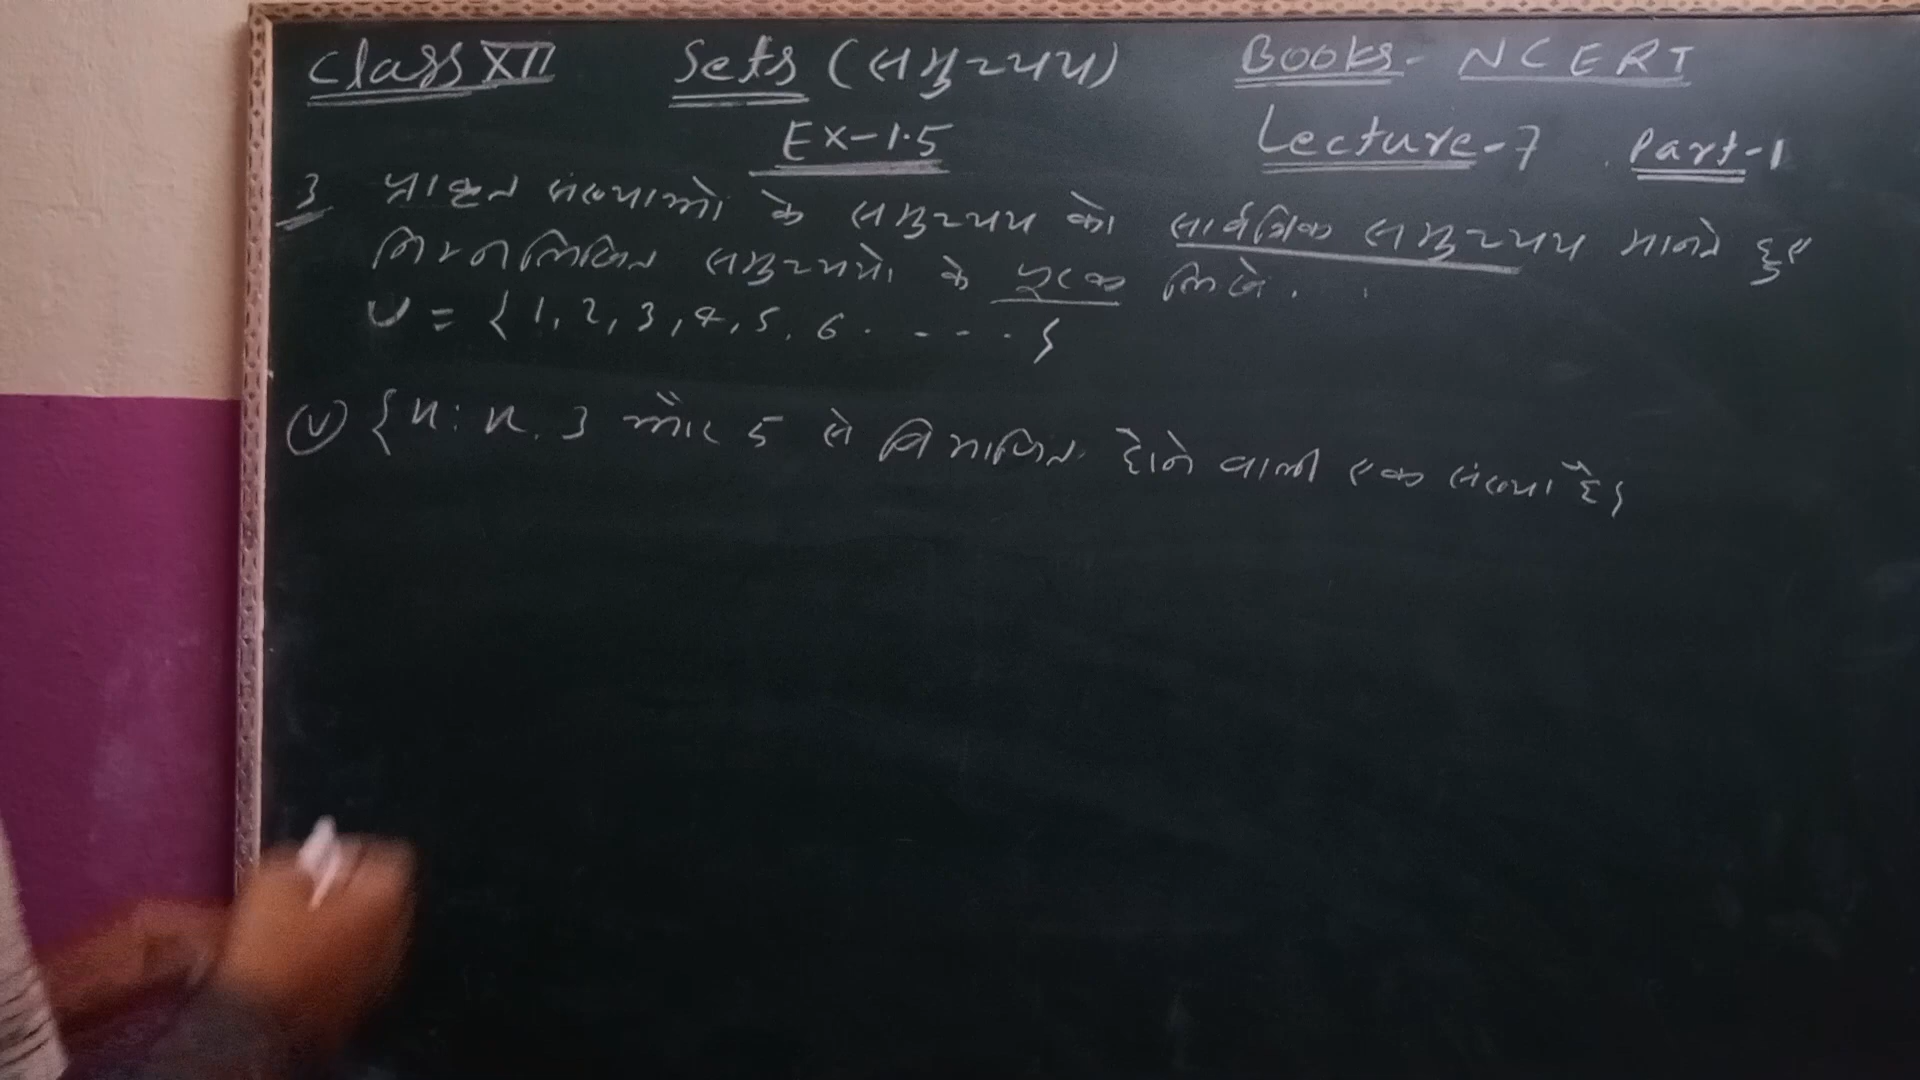 Class XII Sets (समुच्चय) Books- NCERT
Ex-1.5 Lecture-7 Part-1
3 प्राकृत संख्याओं के समुच्चय को सार्वत्रिक समुच्चय मानते हुए
निम्नलिखित समुच्चयों के पूरक लिखो.
U = {1, 2, 3, 4, 5, 6 . - - . . }
(v) {x : x, 3 और 5 से विभाजित होने वाली एक संख्या है}